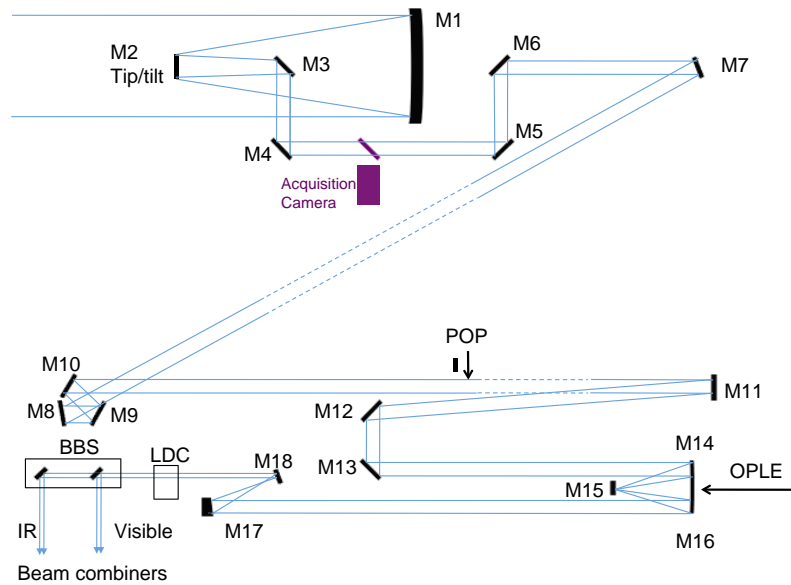 M1
M2
Tip/tilt
M3
M6
M7
M4
M5
Acquisition
Camera
POP
M10
M11
M8
M9
M12
BBS
LDC
M18
M13
M14
M15
OPLE
IR
Visible
M17
M16
Beam combiners